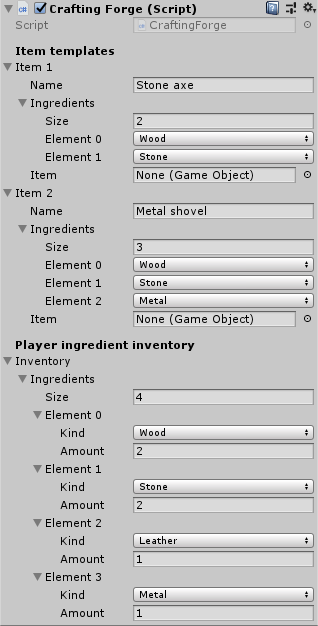 Crafting Forge (Script)
Script CraftingForge
Item templates
Item 1
Name Stone axe
Ingredients
Size 2
Element 0 Wood
Element 1 Stone
Item None (Game Object)
Item 2
Name Metal shovel
Ingredients
Size 3
Element 0 Wood
Element 1 Stone
Element 2 Metal
Item None (Game Object)
Player ingredient inventory
Inventory
Ingredients
Size 4
Element 0
Kind Wood
Amount 2
Element 1
Kind Stone
Amount 2
Element 2
Kind Leather
Amount 1
Element 3
Kind Metal
Amount 1